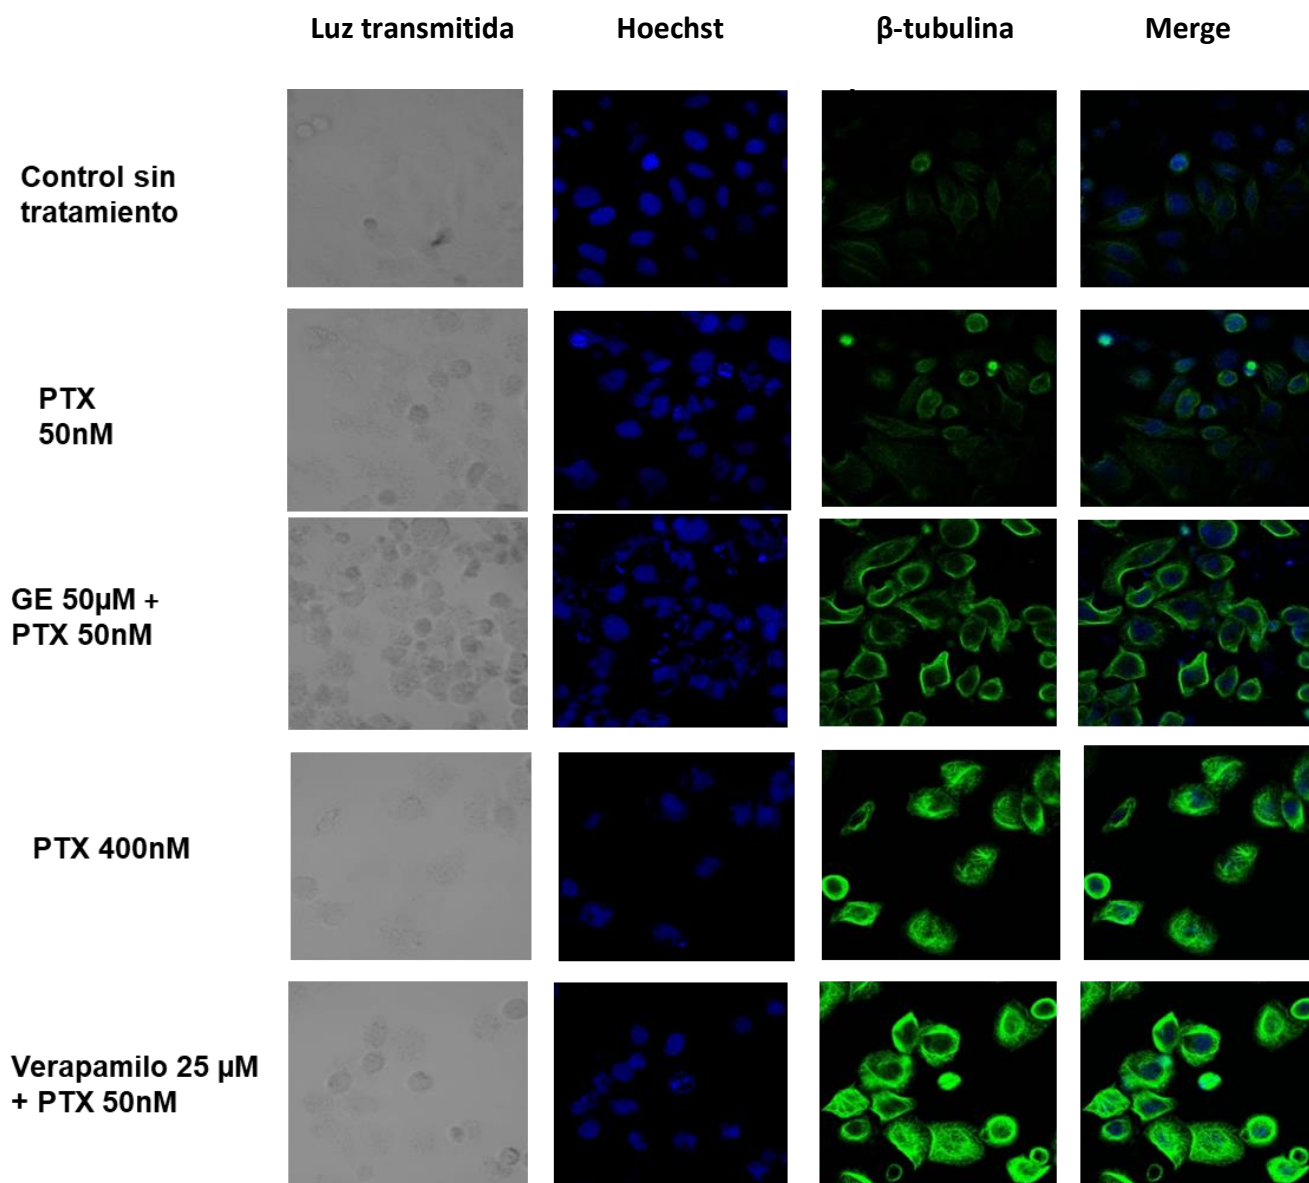 Luz transmitida Hoechst β-tubulina Merge
Control sin
tratamiento
PTX
50nM
GE 50µM +
PTX 50nM
PTX 400nM
Verapamilo 25 µM
+ PTX 50nM